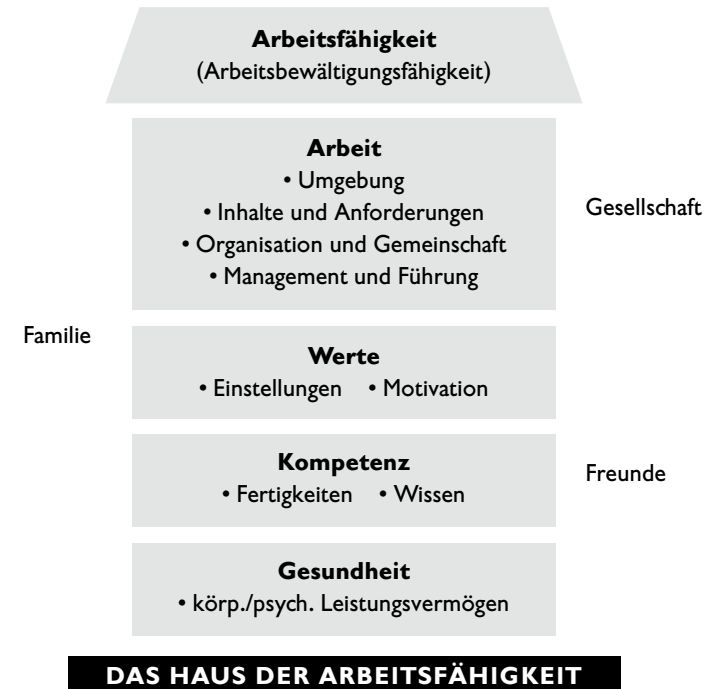 Arbeitsfähigkeit
(Arbeitsbewältigungsfähigkeit)
Arbeit
• Umgebung
• Inhalte und Anforderungen
• Organisation und Gemeinschaft
• Management und Führung
Gesellschaft
Familie
Werte
• Einstellungen • Motivation
Kompetenz
• Fertigkeiten • Wissen
Freunde
Gesundheit
• körp./psych. Leistungsvermögen
DAS HAUS DER ARBEITSFÄHIGKEIT